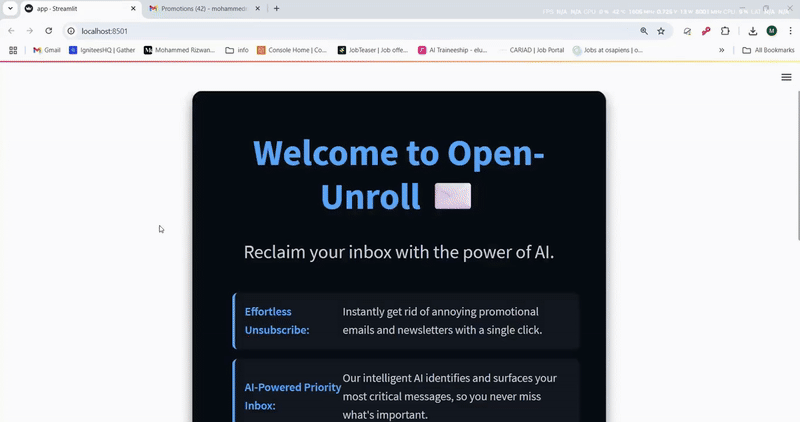 app · Streamlit
Promotions (42) - mohammedr
localhost:8501
M
Gmail
IgniteesHQ | Gather
Mohammed Rizwan...
info
Console Home | Co...
JobTeaser | Job offe...
AI Traineeship - elu...
CARIAD | Job Portal
Jobs at osapiens | o...
»
All Bookmarks
Welcome to Open-
Unroll
Reclaim your inbox with the power of AI.
Effortless
Unsubscribe:
Instantly get rid of annoying promotional
emails and newsletters with a single click.
AI-Powered Priority
Inbox:
Our intelligent AI identifies and surfaces your
most critical messages, so you never miss
what's important.